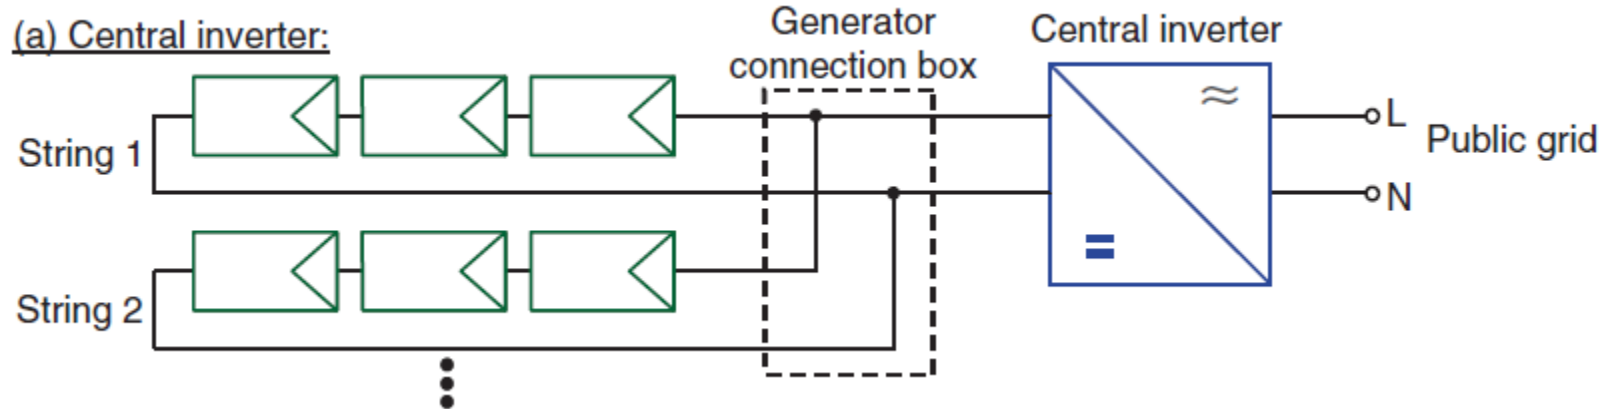 (a) Central inverter:
Generator
connection box
Central inverter
String 1
L
Public grid
N
String 2